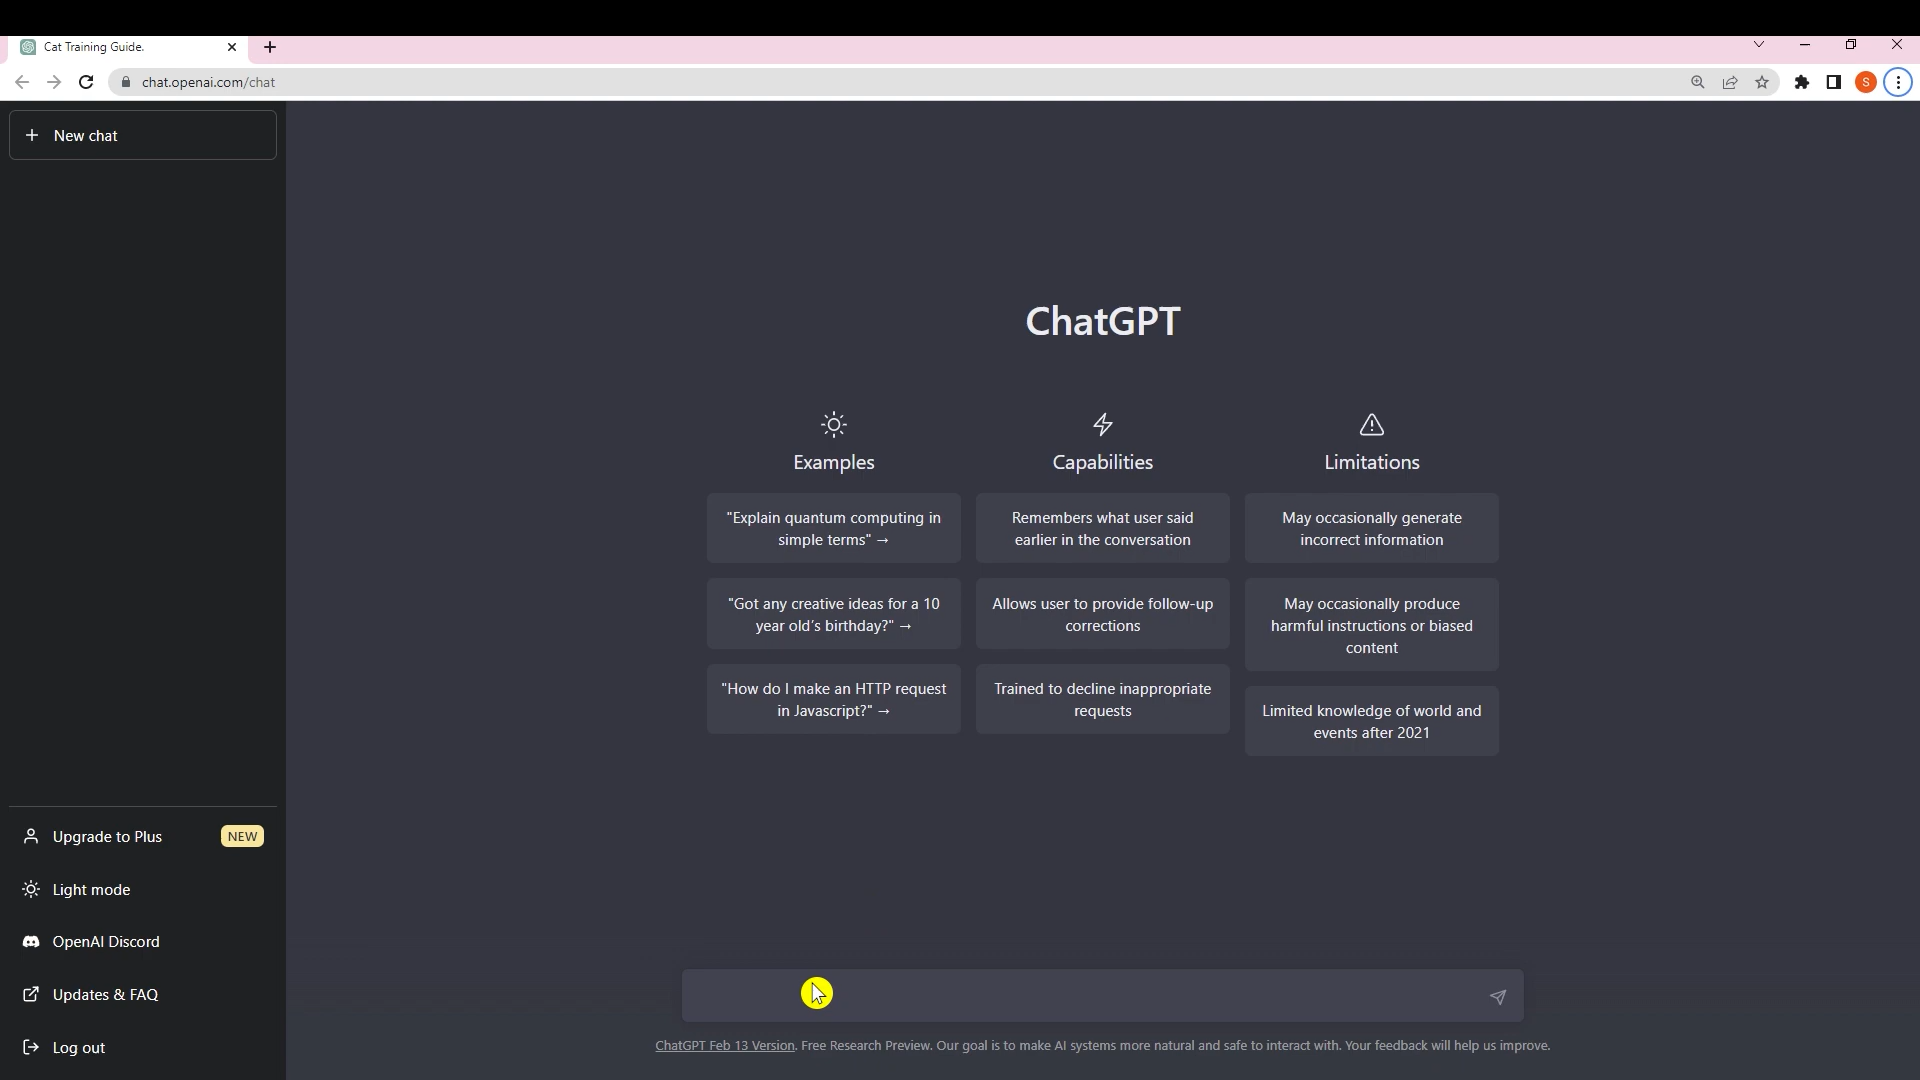 Cat Training Guide.
chat.openai.com/chat
S
New chat
ChatGPT
Examples
Capabilities
Limitations
"Explain quantum computing in
simple terms" →
Remembers what user said
earlier in the conversation
May occasionally generate
incorrect information
"Got any creative ideas for a 10
year old's birthday?" →
Allows user to provide follow-up
corrections
May occasionally produce
harmful instructions or biased
content
"How do I make an HTTP request
in Javascript?" →
Trained to decline inappropriate
requests
Limited knowledge of world and
events after 2021
Upgrade to Plus NEW
Light mode
OpenAI Discord
Updates & FAQ
Log out
ChatGPT Feb 13 Version. Free Research Preview. Our goal is to make AI systems more natural and safe to interact with. Your feedback will help us improve.